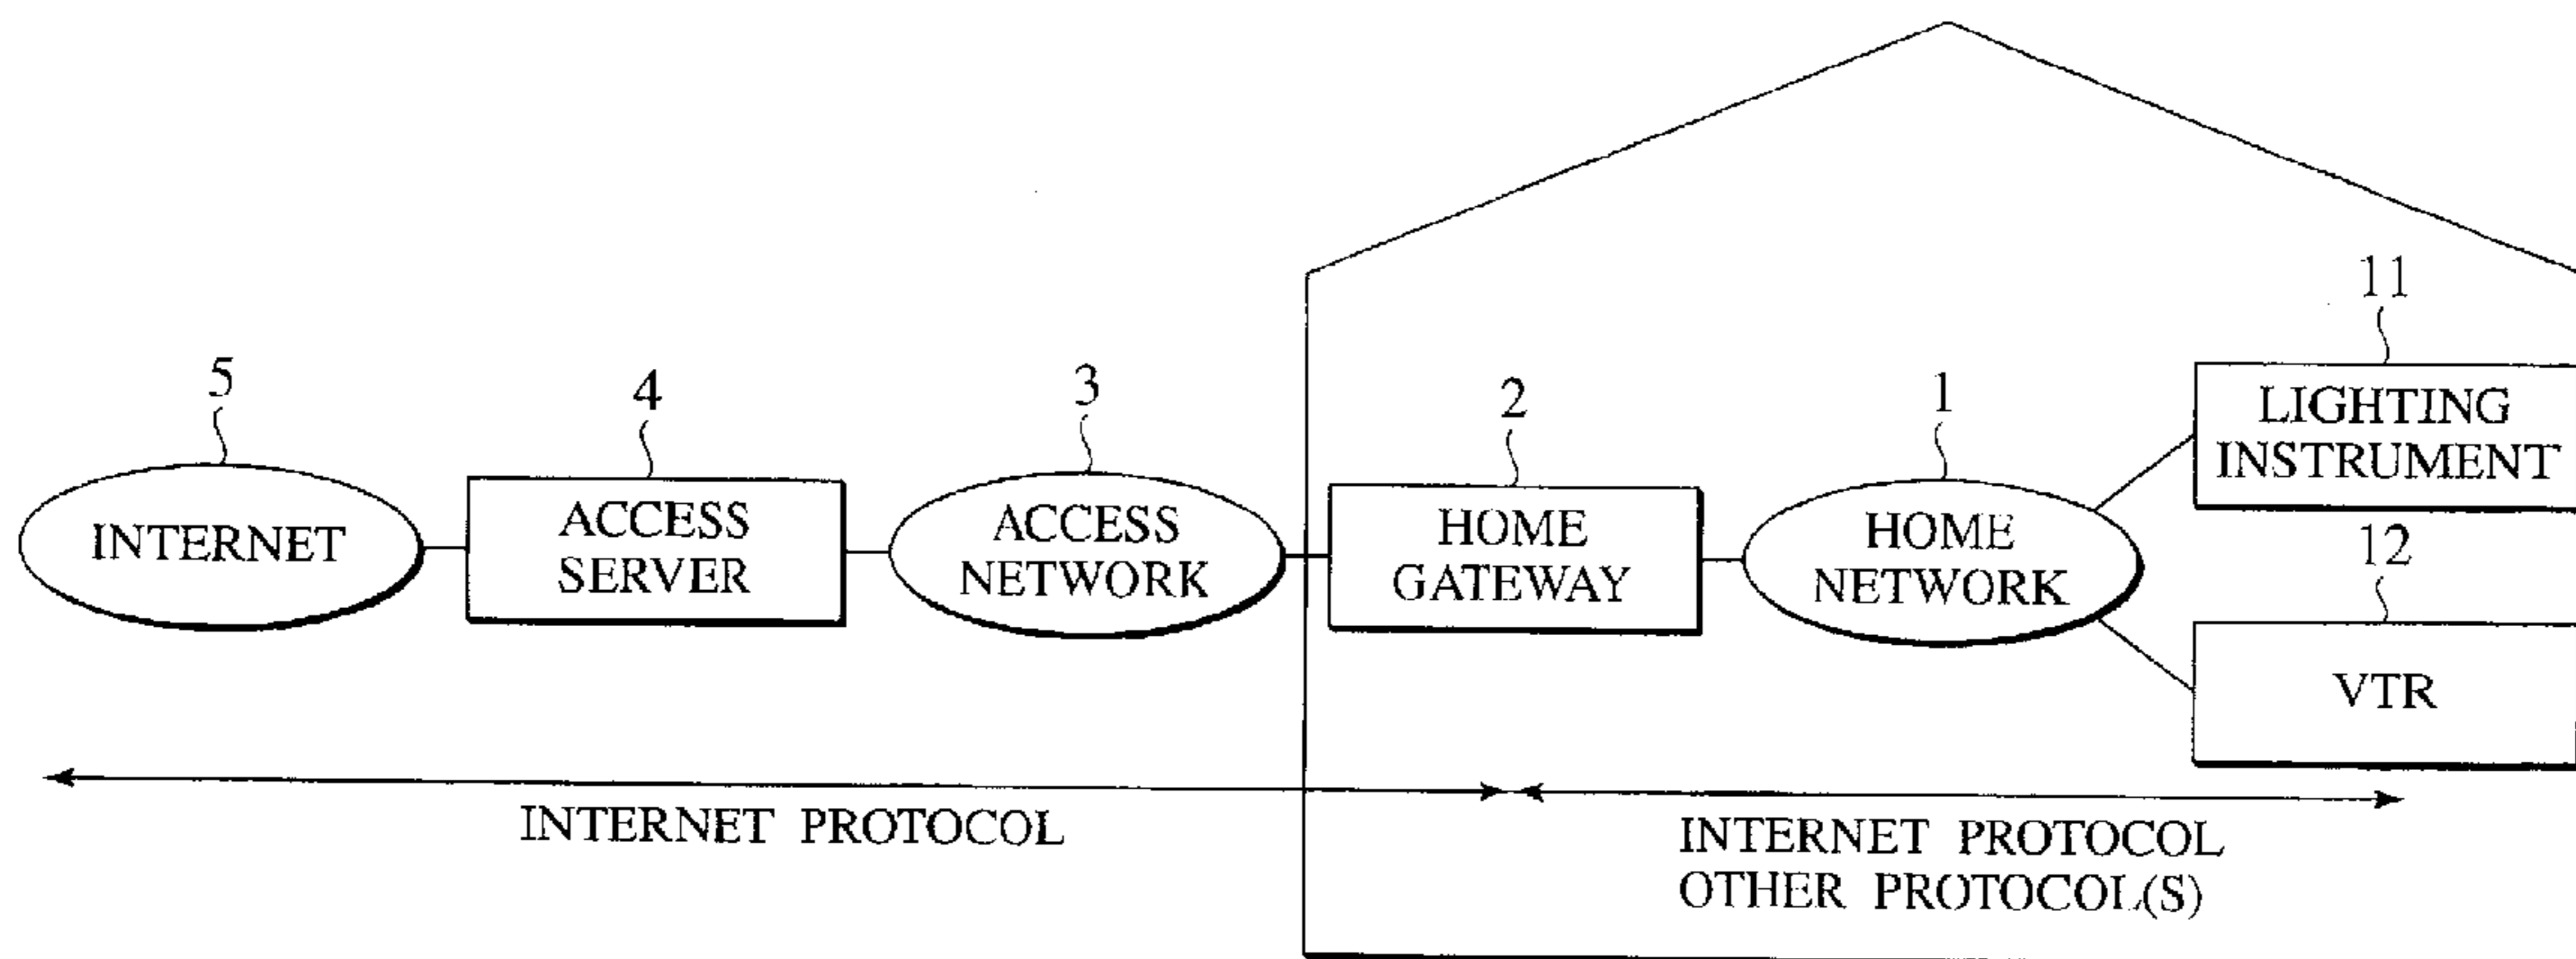 11
5
4
3
2
1
LIGHTING
INSTRUMENT
INTERNET
ACCESS
SERVER
ACCESS
NETWORK
HOME
GATEWAY
HOME
NETWORK
12
VTR
INTERNET PROTOCOL
INTERNET PROTOCOL
OTHER PROTOCOL(S)